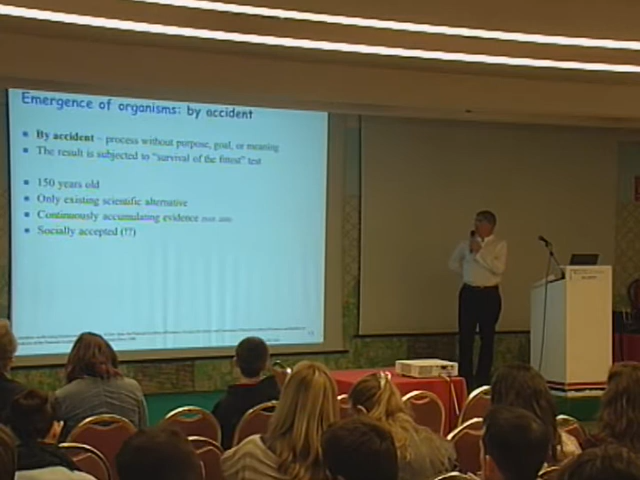 Emergence of organisms: by accident
By accident – process without purpose, goal, or meaning
The result is subjected to "survival of the fittest" test
150 years old
Only existing scientific alternative
Continuously accumulating evidence
Socially accepted (!?)